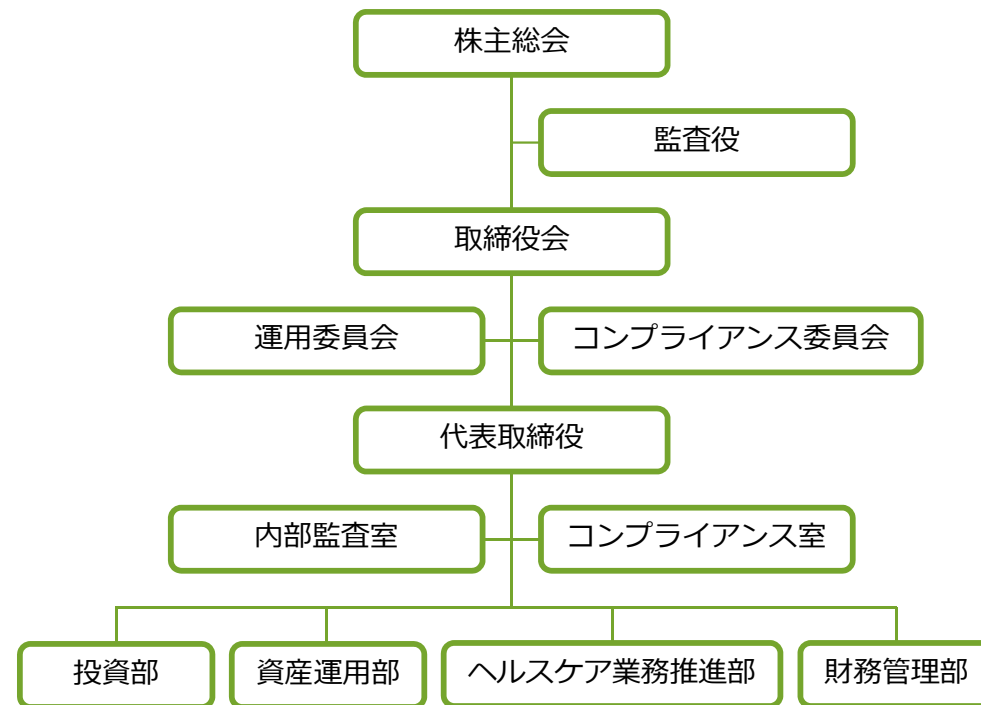 株主総会
監査役
取締役会
運用委員会
コンプライアンス委員会
代表取締役
内部監査室
コンプライアンス室
投資部
資産運用部
ヘルスケア業務推進部
財務管理部